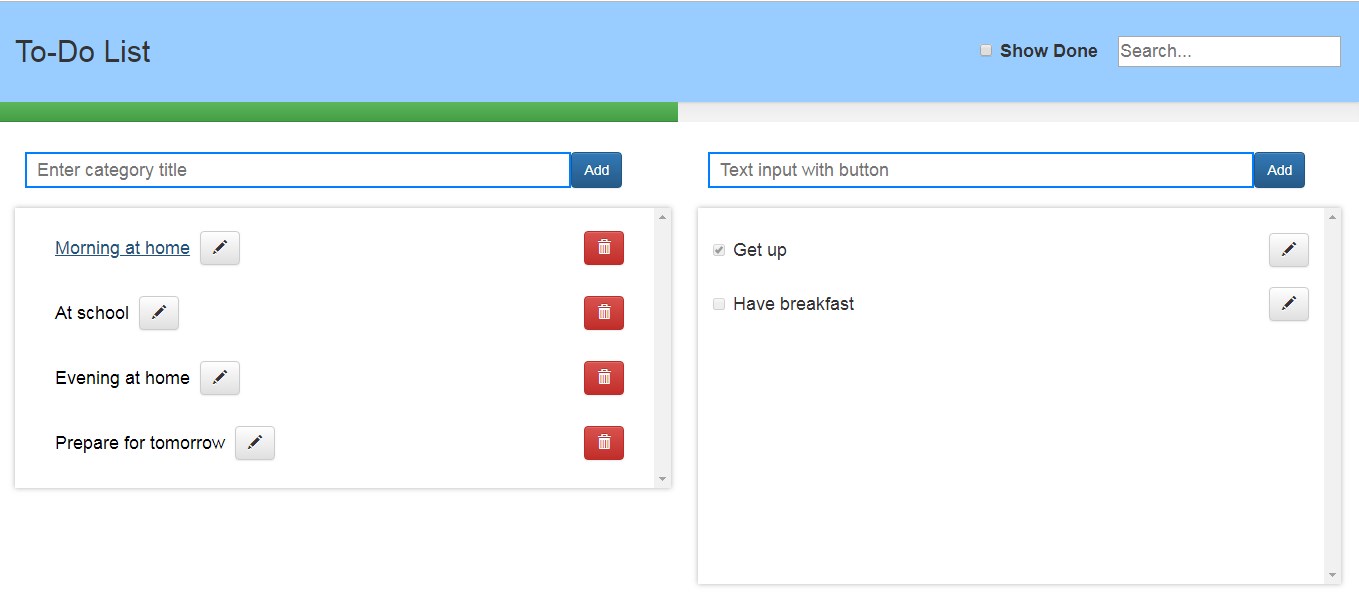 To-Do List
Show Done
Search...
Enter category title
Add
Text input with button
Add
Morning at home
At school
Evening at home
Prepare for tomorrow
Get up
Have breakfast